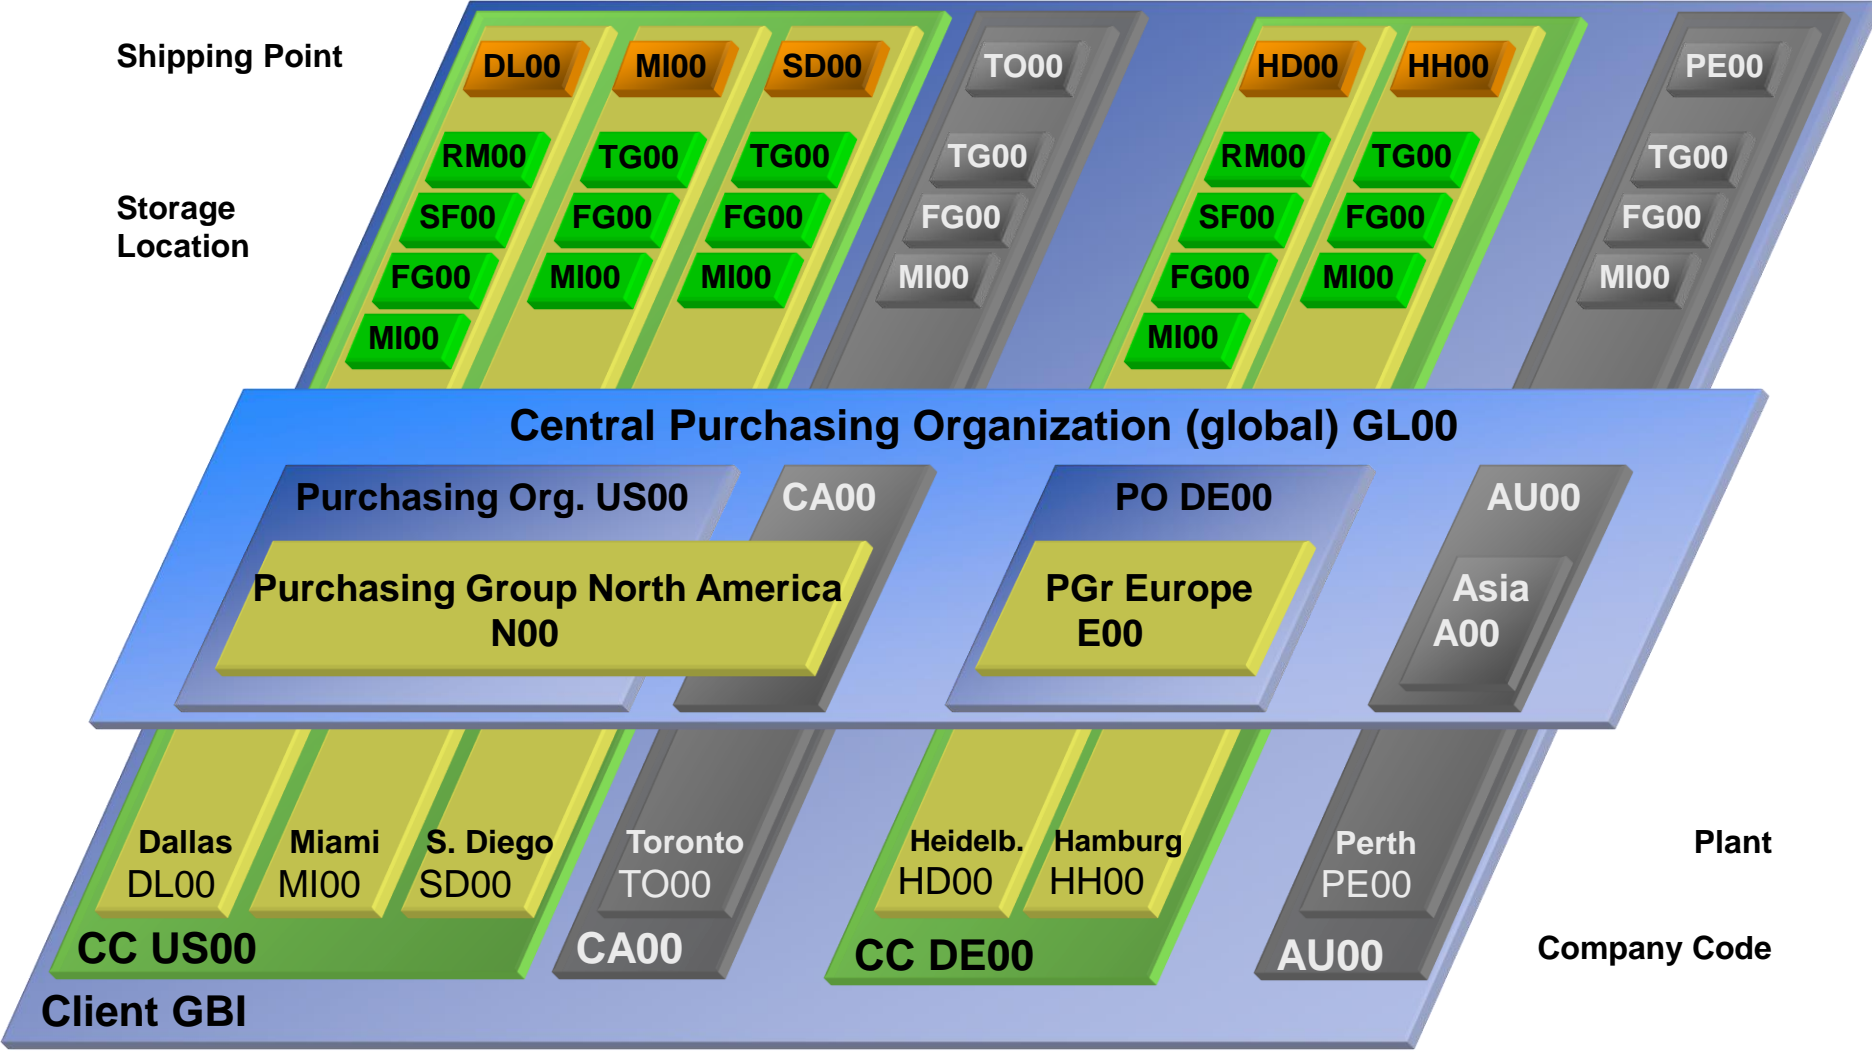 Shipping Point
DL00
MI00
SD00
TO00
HD00
HH00
PE00
Storage
Location
RM00
TG00
TG00
TG00
RM00
TG00
TG00
SF00
FG00
FG00
FG00
SF00
FG00
FG00
FG00
MI00
MI00
MI00
FG00
MI00
MI00
MI00
MI00
Central Purchasing Organization (global) GL00
Purchasing Org. US00
CA00
PO DE00
AU00
Purchasing Group North America
N00
PGr Europe
E00
Asia
A00
Dallas
DL00
Miami
MI00
S. Diego
SD00
Toronto
TO00
Heidelb.
HD00
Hamburg
HH00
Perth
PE00
Plant
CC US00
CA00
CC DE00
AU00
Company Code
Client GBI